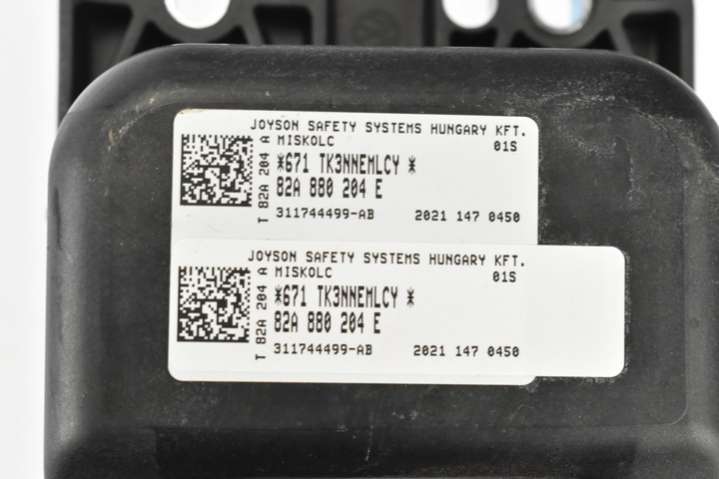 JOYSON SAFETY SYSTEMS HUNGARY KFT.
MISKOLC 01S
*671 TK3NNEMLCY *
82A 880 204 E
311744499-AB 2021 147 0450
T 82A 204 A
JOYSON SAFETY SYSTEMS HUNGARY KFT.
MISKOLC 01S
*671 TK3NNEMLCY *
82A 880 204 E
311744499-AB 2021 147 0450
T 82A 204 A